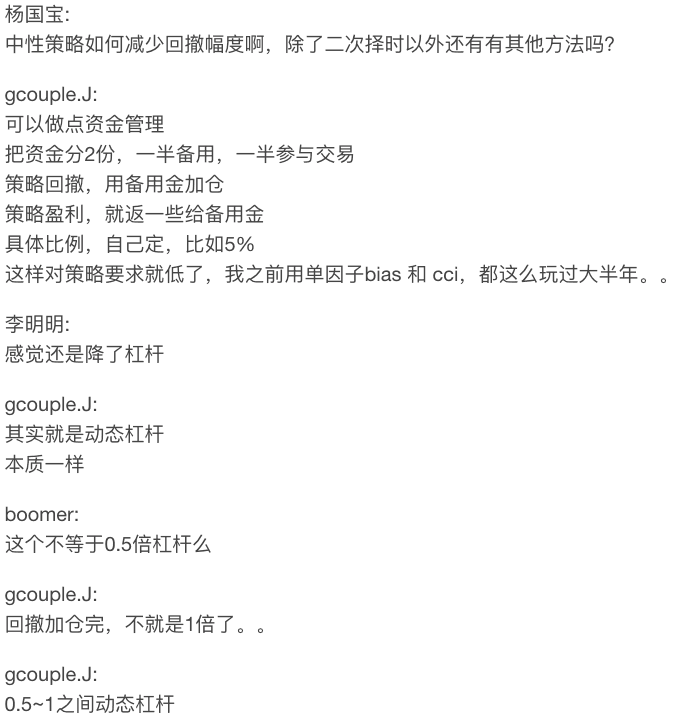 杨国宝:
中性策略如何减少回撤幅度啊，除了二次择时以外还有有其他方法吗？
gcouple.J:
可以做点资金管理
把资金分2份，一半备用，一半参与交易
策略回撤，用备用金加仓
策略盈利，就返一些给备用金
具体比例，自己定，比如5%
这样对策略要求就低了，我之前用单因子bias 和 cci，都这么玩过大半年。。
李明明:
感觉还是降了杠杆
gcouple.J:
其实就是动态杠杆
本质一样
boomer:
这个不等于0.5倍杠杆么
gcouple.J:
回撤加仓完，不就是1倍了。。
gcouple.J:
0.5~1之间动态杠杆